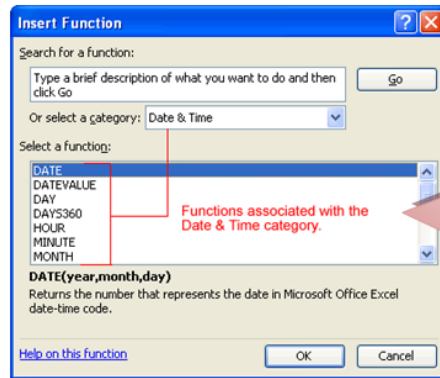 Insert Function
Search for a function:
Type a brief description of what you want to do and then
click Go
Go
Or select a category: Date & Time
Select a function:
DATE
DATEVALUE
DAY
DAYS360
HOUR
MINUTE
MONTH
Functions associated with the
Date & Time category.
DATE(year,month,day)
Returns the number that represents the date in Microsoft Office Excel
date-time code.
Help on this function
OK
Cancel